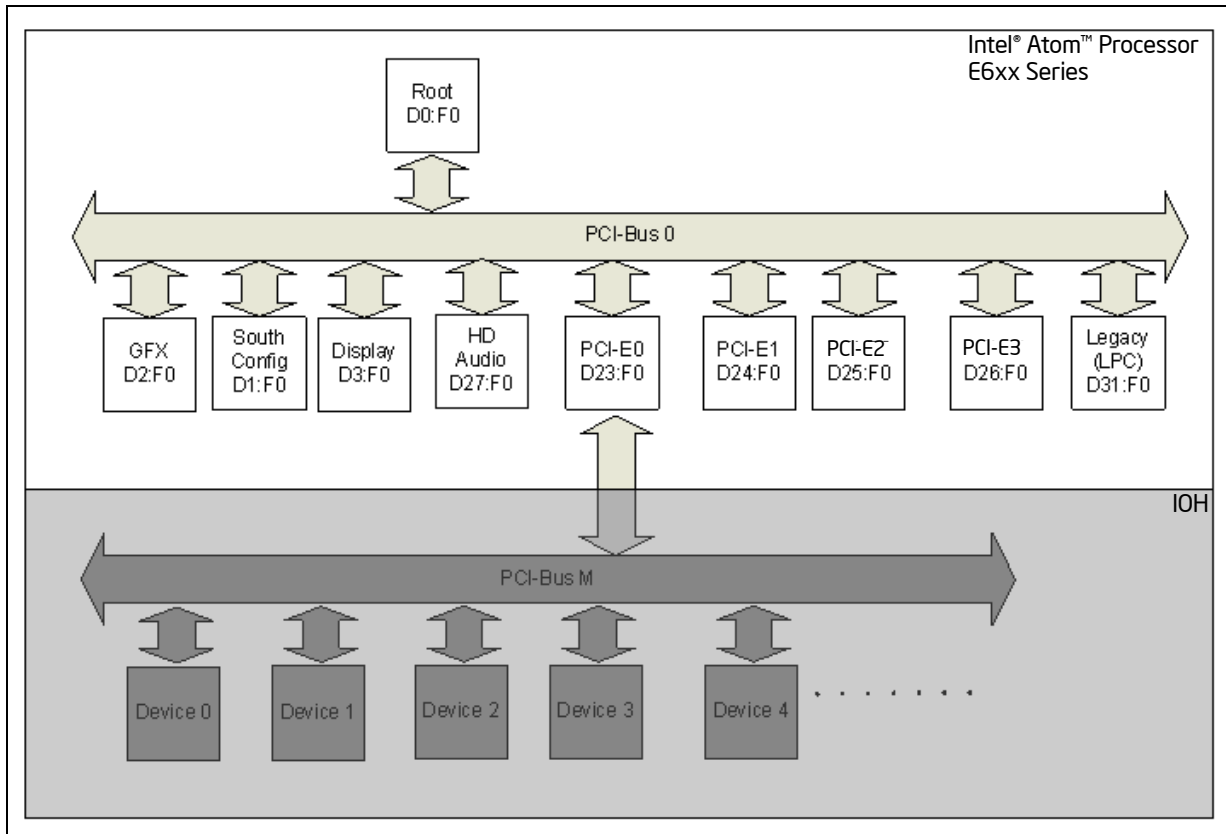 Intel® Atom™ Processor
E6xx Series
Root
D0:F0
PCI-Bus 0
GFX
D2:F0
South
Config
D1:F0
Display
D3:F0
HD
Audio
D27:F0
PCI-E0
D23:F0
PCI-E1
D24:F0
PCI-E2
D25:F0
PCI-E3
D26:F0
Legacy
(LPC)
D31:F0
IOH
PCI-Bus M
Device 0
Device 1
Device 2
Device 3
Device 4
. . . . . . .